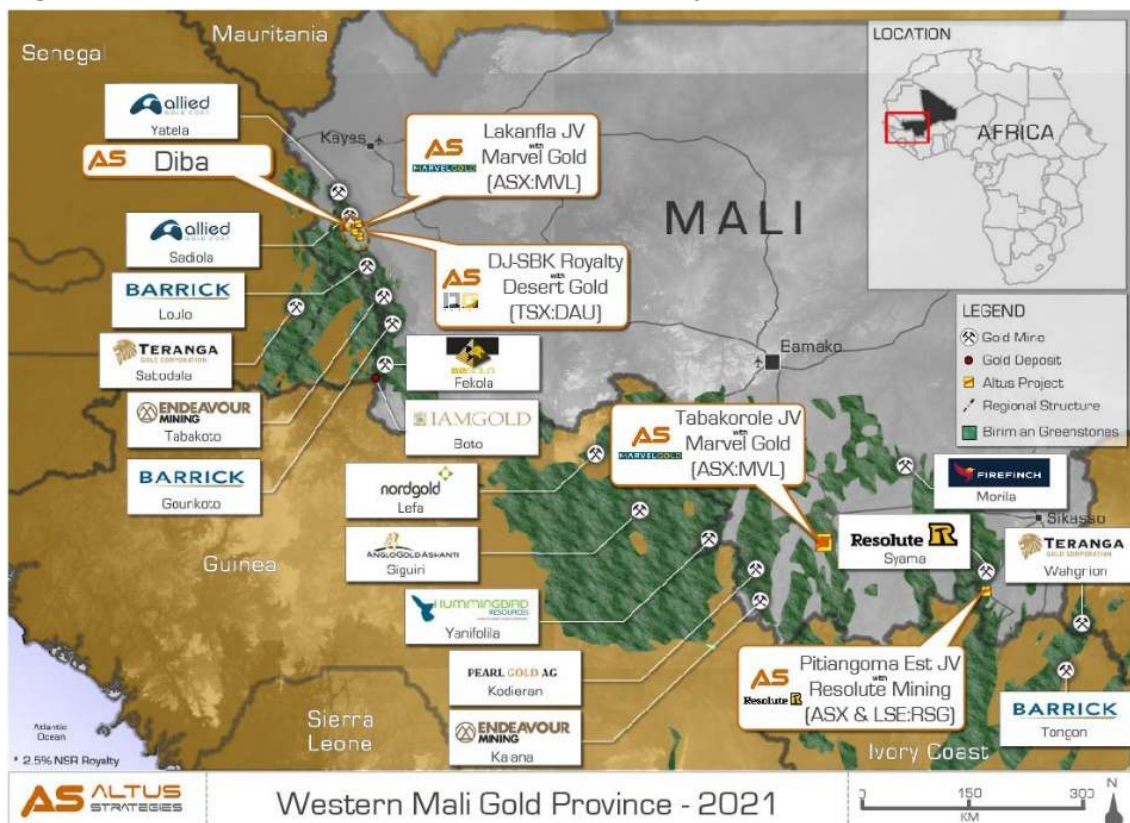 Senegal
Mauritania
LOCATION
AFRICA
allied
GOLD CORP
Yatela
AS Diba
Kayes
AS
MARVELGOLD
Lakanfla JV
with
Marvel Gold
(ASX:MVL)
MALI
allied
GOLD CORP
Sadiola
AS
DJ-SBK Royalty
with
Desert Gold
(TSX:DAU)
BARRICK
Loulo
LEGEND
Gold Mine
Gold Deposit
Altus Project
Regional Structure
Birimian Greenstones
TERANGA
GOLD CORPORATION
Sabodala
Fekola
Bamako
ENDEAVOUR
MINING
Tabakoto
IAMGOLD
Boto
AS
MARVELGOLD
Tabakorole JV
with
Marvel Gold
(ASX:MVL)
BARRICK
Gounkoto
nordgold
Lefa
FIREFINCH
Morila
Sikasso
Guinea
ANGLOGOLD ASHANTI
Siguiri
Resolute R
Syama
TERANGA
GOLD CORPORATION
Wahgnion
HUMMINGBIRD
RESOURCES
Yanifolila
PEARL GOLD AG
Kodieran
AS
Resolute R
Pitiangoma Est JV
with
Resolute Mining
(ASX & LSE:RSG)
BARRICK
Tongon
Sierra
Leone
ENDEAVOUR
MINING
Kalana
Ivory Coast
Atlantic
Ocean
* 2.5% NSR Royalty
AS ALTUS
STRATEGIES
Western Mali Gold Province - 2021
0 150 300
KM
N